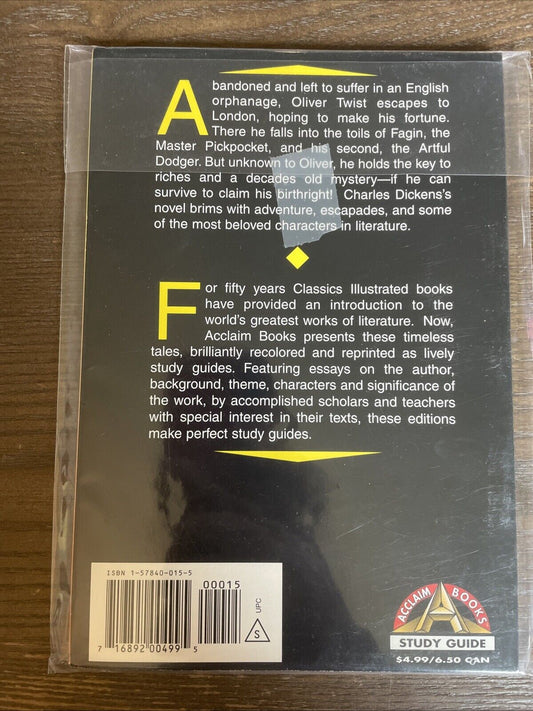 Abandoned and left to suffer in an English
orphanage, Oliver Twist escapes to
London, hoping to make his fortune.
There he falls into the toils of Fagin, the
Master Pickpocket, and his second, the Artful
Dodger. But unknown to Oliver, he holds the key to
riches and a decades old mystery—if he can
survive to claim his birthright! Charles Dickens's
novel brims with adventure, escapades, and some
of the most beloved characters in literature.
For fifty years Classics Illustrated books
have provided an introduction to the
world's greatest works of literature. Now,
Acclaim Books presents these timeless
tales, brilliantly recolored and reprinted as lively
study guides. Featuring essays on the author,
background, theme, characters and significance of
the work, by accomplished scholars and teachers
with special interest in their texts, these editions
make perfect study guides.
ISBN 1-57840-015-5
00015
UPC
S
7 16892 00499 5
ACCLAIM BOOKS
STUDY GUIDE
$4.99/6.50 CAN